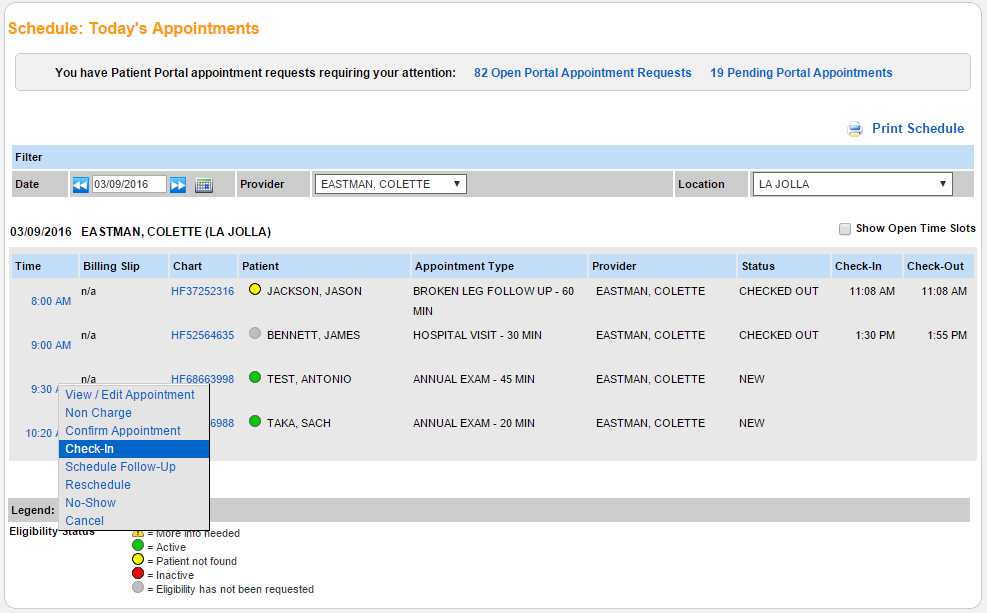 Schedule: Today's Appointments
You have Patient Portal appointment requests requiring your attention: 82 Open Portal Appointment Requests 19 Pending Portal Appointments
Print Schedule
Filter
Date 03/09/2016 Provider EASTMAN, COLETTE Location LA JOLLA
03/09/2016 EASTMAN, COLETTE (LA JOLLA) Show Open Time Slots
Time Billing Slip Chart Patient Appointment Type Provider Status Check-In Check-Out
8:00 AM n/a HF37252316 JACKSON, JASON BROKEN LEG FOLLOW UP - 60 MIN EASTMAN, COLETTE CHECKED OUT 11:08 AM 11:08 AM
9:00 AM n/a HF52564635 BENNETT, JAMES HOSPITAL VISIT - 30 MIN EASTMAN, COLETTE CHECKED OUT 1:30 PM 1:55 PM
9:30 n/a HF68663998 TEST, ANTONIO ANNUAL EXAM - 45 MIN EASTMAN, COLETTE NEW
10:20 6988 TAKA, SACH ANNUAL EXAM - 20 MIN EASTMAN, COLETTE NEW
View / Edit Appointment
Non Charge
Confirm Appointment
Check-In
Schedule Follow-Up
Reschedule
No-Show
Cancel
Legend:
Eligibility Status
= More info needed
= Active
= Patient not found
= Inactive
= Eligibility has not been requested